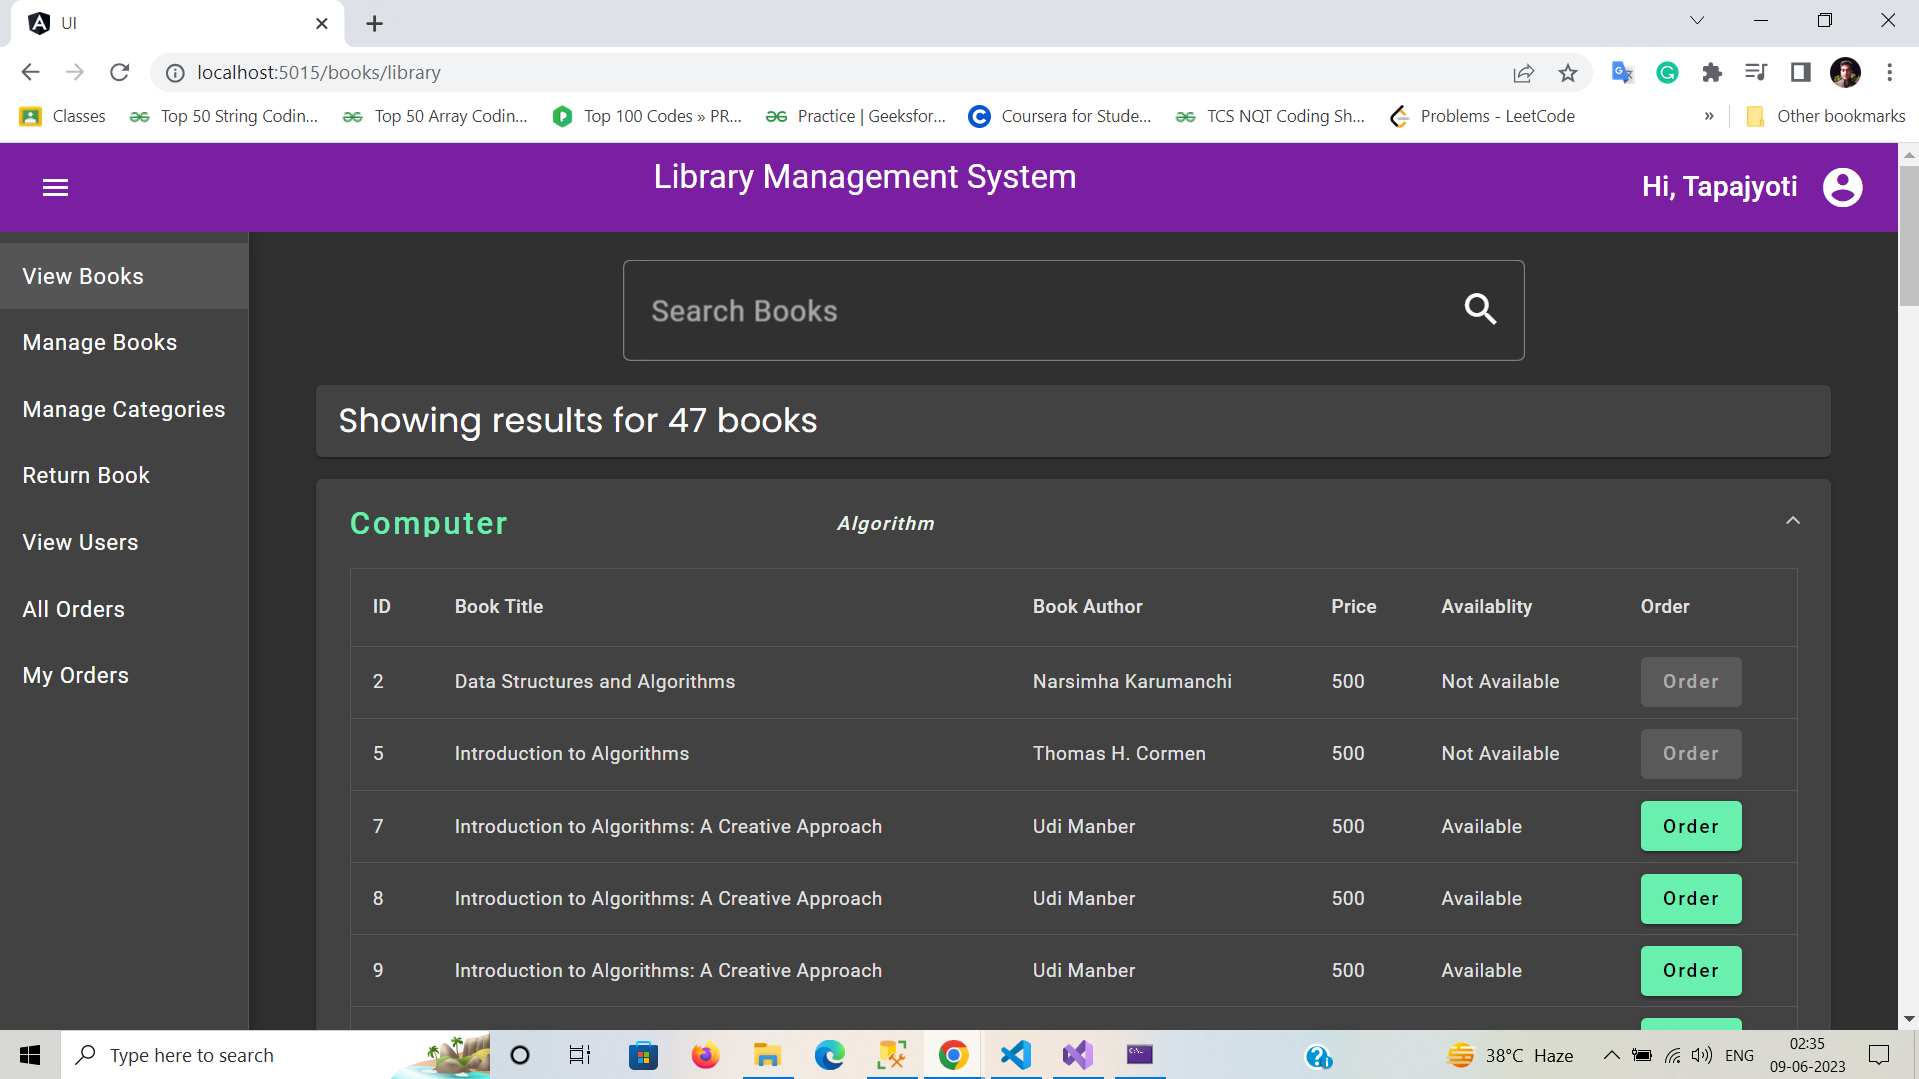 UI
localhost:5015/books/library
Classes Top 50 String Codin... Top 50 Array Codin... Top 100 Codes » PR... Practice | Geeksfor... Coursera for Stude... TCS NQT Coding Sh... Problems - LeetCode » Other bookmarks
Library Management System
Hi, Tapajyoti
View Books
Manage Books
Manage Categories
Return Book
View Users
All Orders
My Orders
Search Books
Showing results for 47 books
Computer Algorithm
ID Book Title Book Author Price Availablity Order
2 Data Structures and Algorithms Narsimha Karumanchi 500 Not Available Order
5 Introduction to Algorithms Thomas H. Cormen 500 Not Available Order
7 Introduction to Algorithms: A Creative Approach Udi Manber 500 Available Order
8 Introduction to Algorithms: A Creative Approach Udi Manber 500 Available Order
9 Introduction to Algorithms: A Creative Approach Udi Manber 500 Available Order
Type here to search
38°C Haze
ENG
02:35
09-06-2023